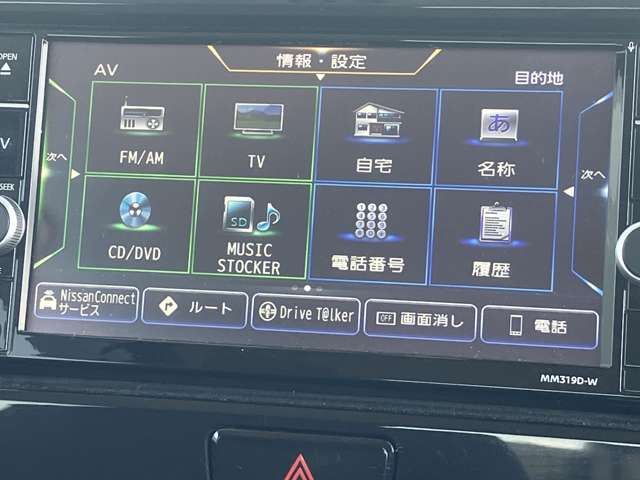 OPEN
情報・設定
AV
目的地
V
次へ
FM/AM
TV
自宅
あ
名称
次へ
SEEK
CD/DVD
SD
MUSIC
STOCKER
電話番号
履歴
NissanConnect
サービス
ルート
Drive T@lker
OFF 画面消し
電話
MM319D-W